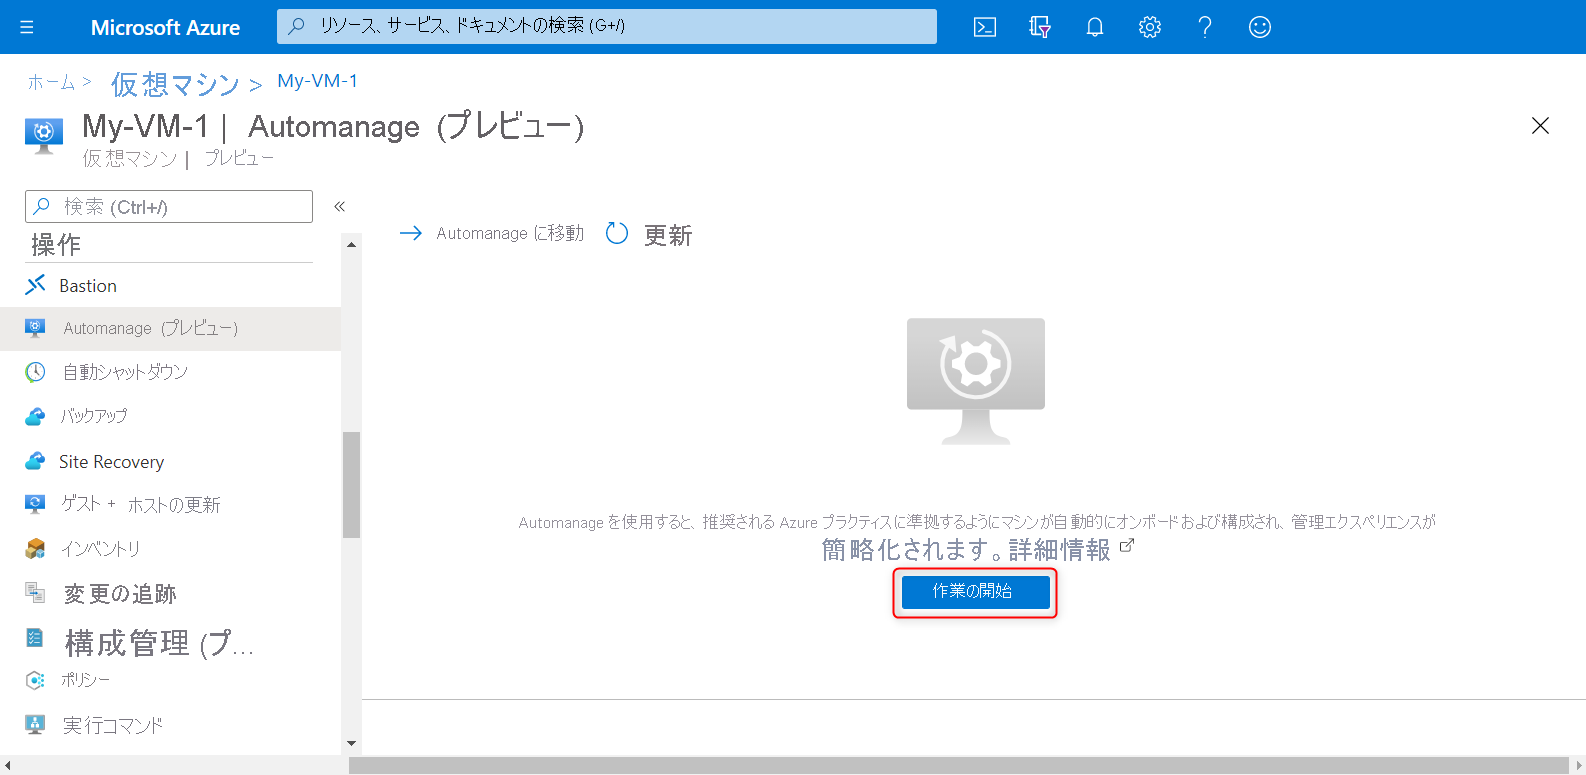 Microsoft Azure
リソース、サービス、ドキュメントの検索 (G+/)
ホーム > 仮想マシン > My-VM-1
My-VM-1 | Automanage (プレビュー)
仮想マシン | プレビュー
検索 (Ctrl+/)
«
操作
Bastion
Automanage (プレビュー)
自動シャットダウン
バックアップ
Site Recovery
ゲスト + ホストの更新
インベントリ
変更の追跡
構成管理 (プ...
ポリシー
実行コマンド
Automanage に移動
更新
Automanage を使用すると、推奨される Azure プラクティスに準拠するようにマシンが自動的にオンボードおよび構成され、管理エクスペリエンスが
簡略化されます。詳細情報
作業の開始